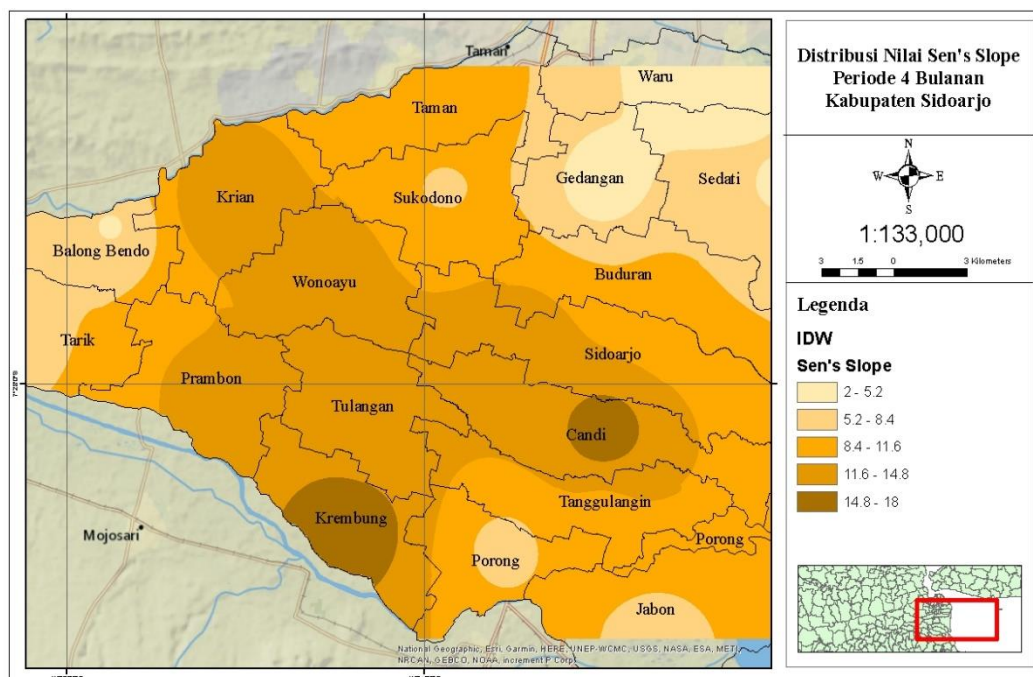 Distribusi Nilai Sen's Slope
Periode 4 Bulanan
Kabupaten Sidoarjo
N
W
E
S
1:133,000
3
1.5
0
3 Kilometers
Legenda
IDW
Sen's Slope
2 - 5.2
5.2 - 8.4
8.4 - 11.6
11.6 - 14.8
14.8 - 18
Taman
Waru
Taman
Krian
Sukodono
Gedangan
Sedati
Balong Bendo
Wonoayu
Buduran
Tarik
Sidoarjo
Prambon
Tulangan
Candi
Krembung
Tanggulangin
Mojosari
Porong
Porong
Jabon
National Geographic, Esri, Garmin, HERE, UNEP-WCMC, USGS, NASA, ESA, METI,
NRCAN, GEBCO, NOAA, increment P Corp.